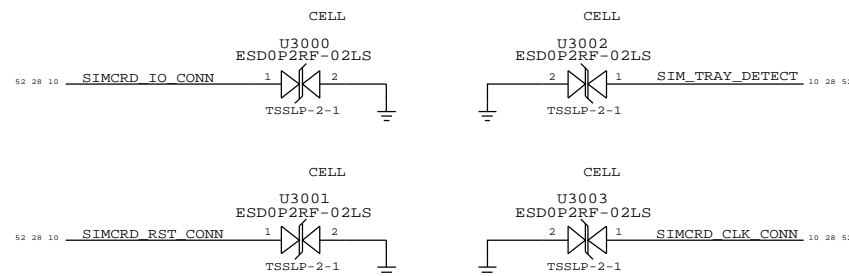 CELL
U3000
ESD0P2RF-02LS
52 28 10 SIMCRD_IO_CONN 1 2
TSSLP-2-1
CELL
U3002
ESD0P2RF-02LS
2 1 SIM_TRAY_DETECT 10 28 52
TSSLP-2-1
CELL
U3001
ESD0P2RF-02LS
52 28 10 SIMCRD_RST_CONN 1 2
TSSLP-2-1
CELL
U3003
ESD0P2RF-02LS
2 1 SIMCRD_CLK_CONN 10 28 52
TSSLP-2-1